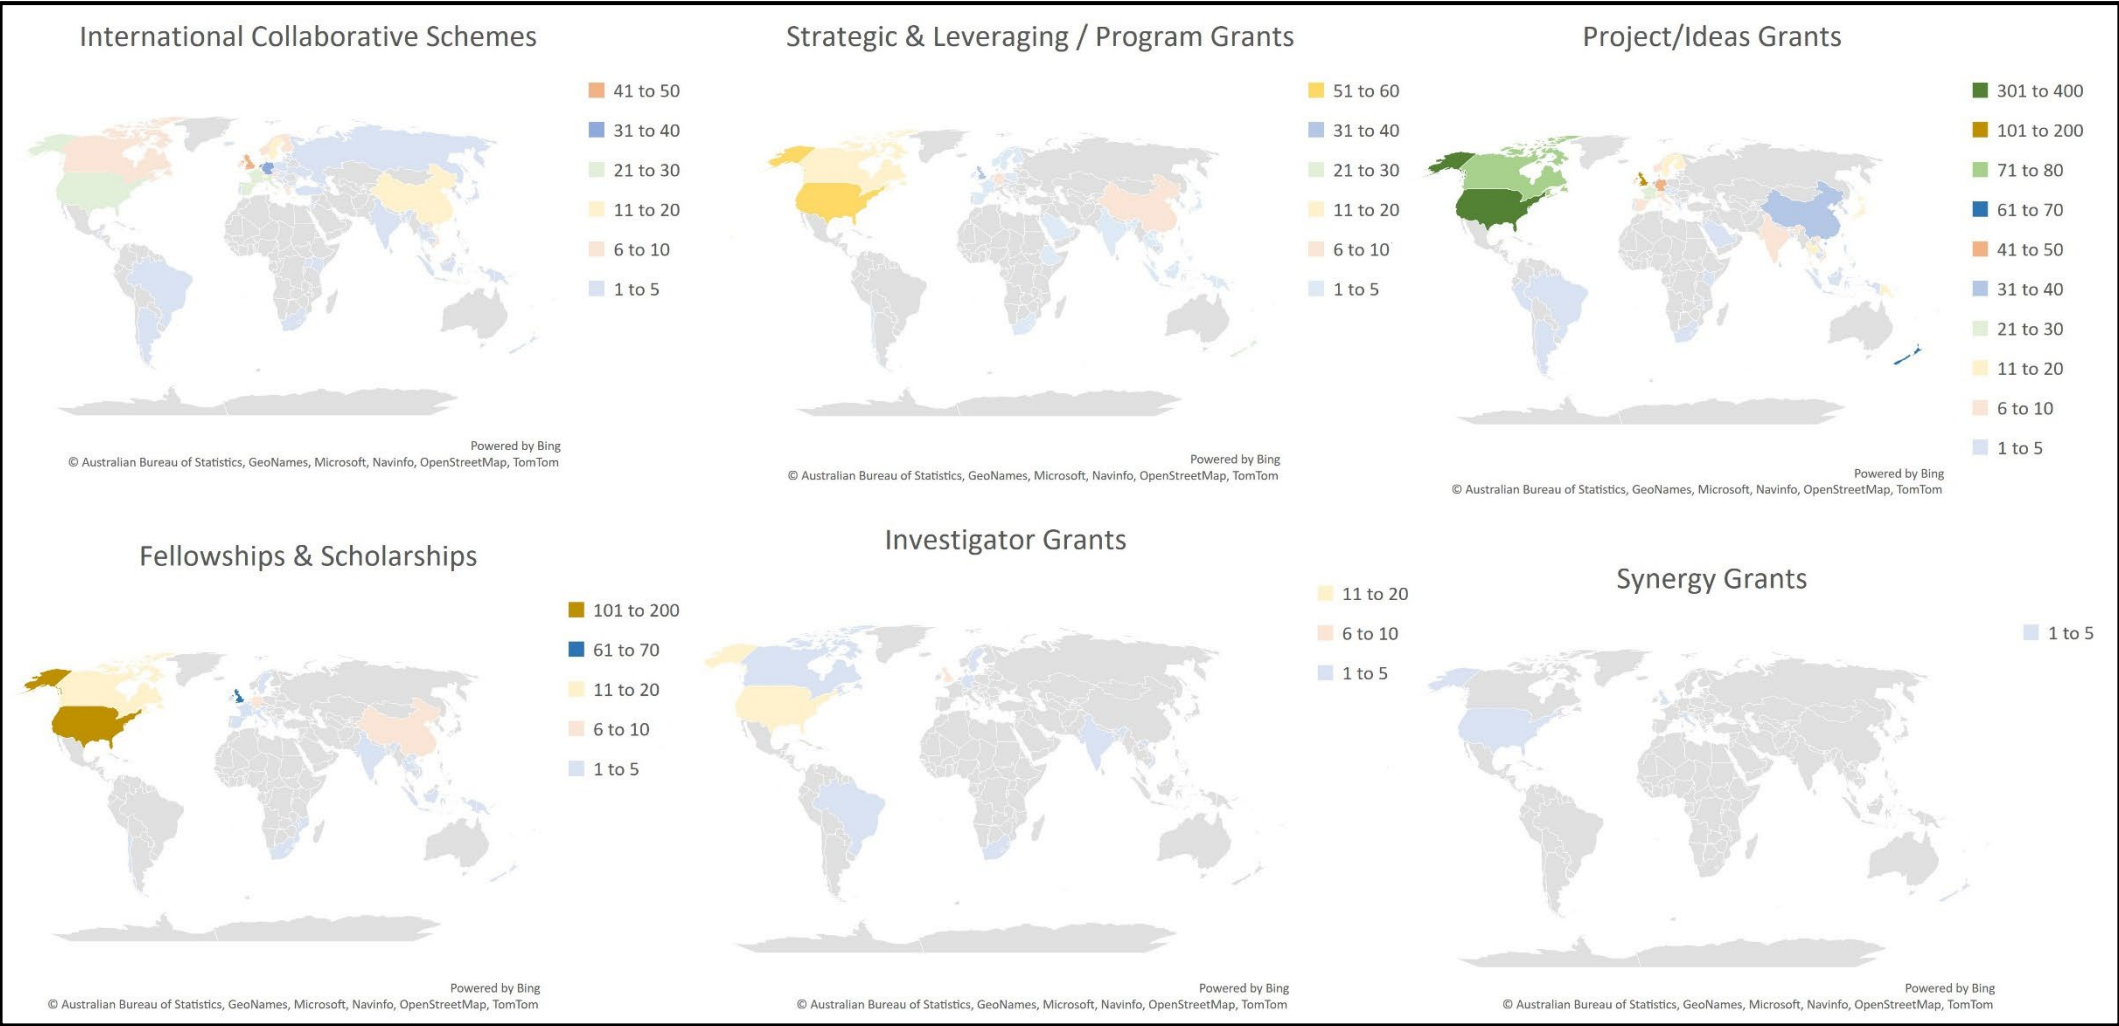 International Collaborative Schemes
41 to 50
31 to 40
21 to 30
11 to 20
6 to 10
1 to 5
Powered by Bing
© Australian Bureau of Statistics, GeoNames, Microsoft, Navinfo, OpenStreetMap, TomTom
Strategic & Leveraging / Program Grants
51 to 60
31 to 40
21 to 30
11 to 20
6 to 10
1 to 5
Powered by Bing
© Australian Bureau of Statistics, GeoNames, Microsoft, Navinfo, OpenStreetMap, TomTom
Project/Ideas Grants
301 to 400
101 to 200
71 to 80
61 to 70
41 to 50
31 to 40
21 to 30
11 to 20
6 to 10
1 to 5
Powered by Bing
© Australian Bureau of Statistics, GeoNames, Microsoft, Navinfo, OpenStreetMap, TomTom
Fellowships & Scholarships
101 to 200
61 to 70
11 to 20
6 to 10
1 to 5
Powered by Bing
© Australian Bureau of Statistics, GeoNames, Microsoft, Navinfo, OpenStreetMap, TomTom
Investigator Grants
11 to 20
6 to 10
1 to 5
Powered by Bing
© Australian Bureau of Statistics, GeoNames, Microsoft, Navinfo, OpenStreetMap, TomTom
Synergy Grants
1 to 5
Powered by Bing
© Australian Bureau of Statistics, GeoNames, Microsoft, Navinfo, OpenStreetMap, TomTom